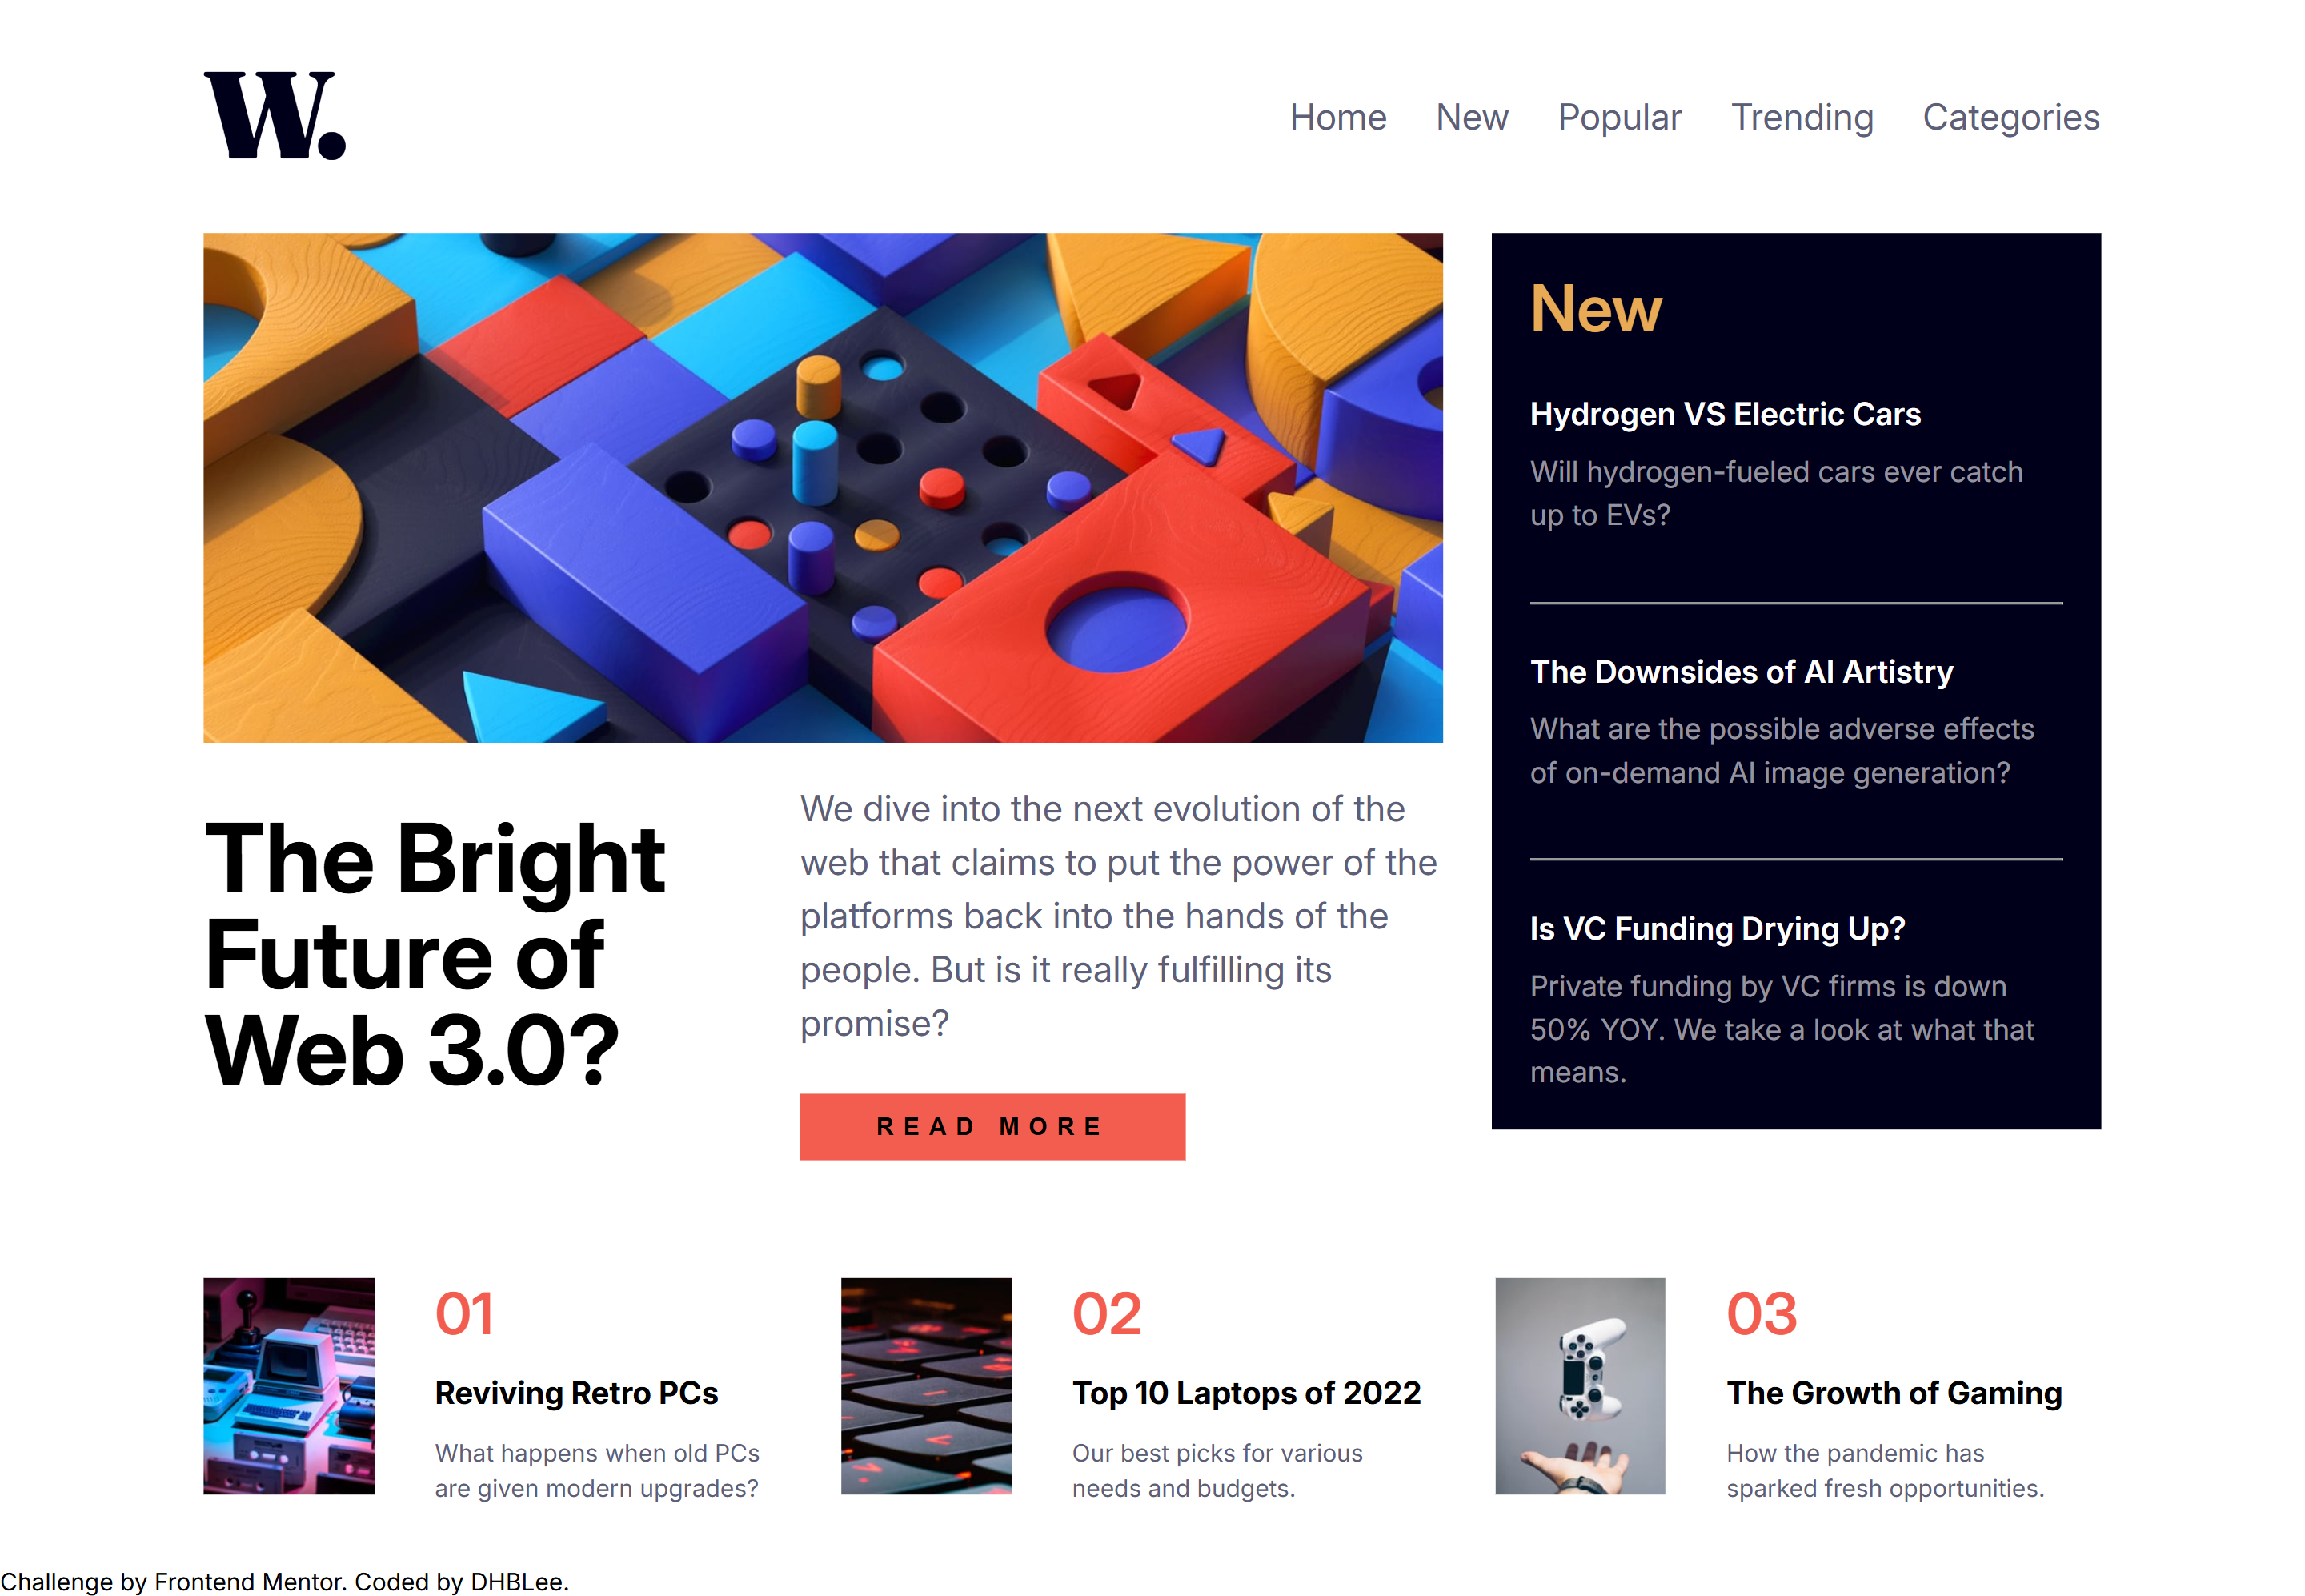 W.
Home New Popular Trending Categories
New
Hydrogen VS Electric Cars
Will hydrogen-fueled cars ever catch
up to EVs?
The Downsides of AI Artistry
What are the possible adverse effects
of on-demand AI image generation?
Is VC Funding Drying Up?
Private funding by VC firms is down
50% YOY. We take a look at what that
means.
The Bright
Future of
Web 3.0?
We dive into the next evolution of the
web that claims to put the power of the
platforms back into the hands of the
people. But is it really fulfilling its
promise?
READ MORE
01
Reviving Retro PCs
What happens when old PCs
are given modern upgrades?
02
Top 10 Laptops of 2022
Our best picks for various
needs and budgets.
03
The Growth of Gaming
How the pandemic has
sparked fresh opportunities.
Challenge by Frontend Mentor. Coded by DHBLee.